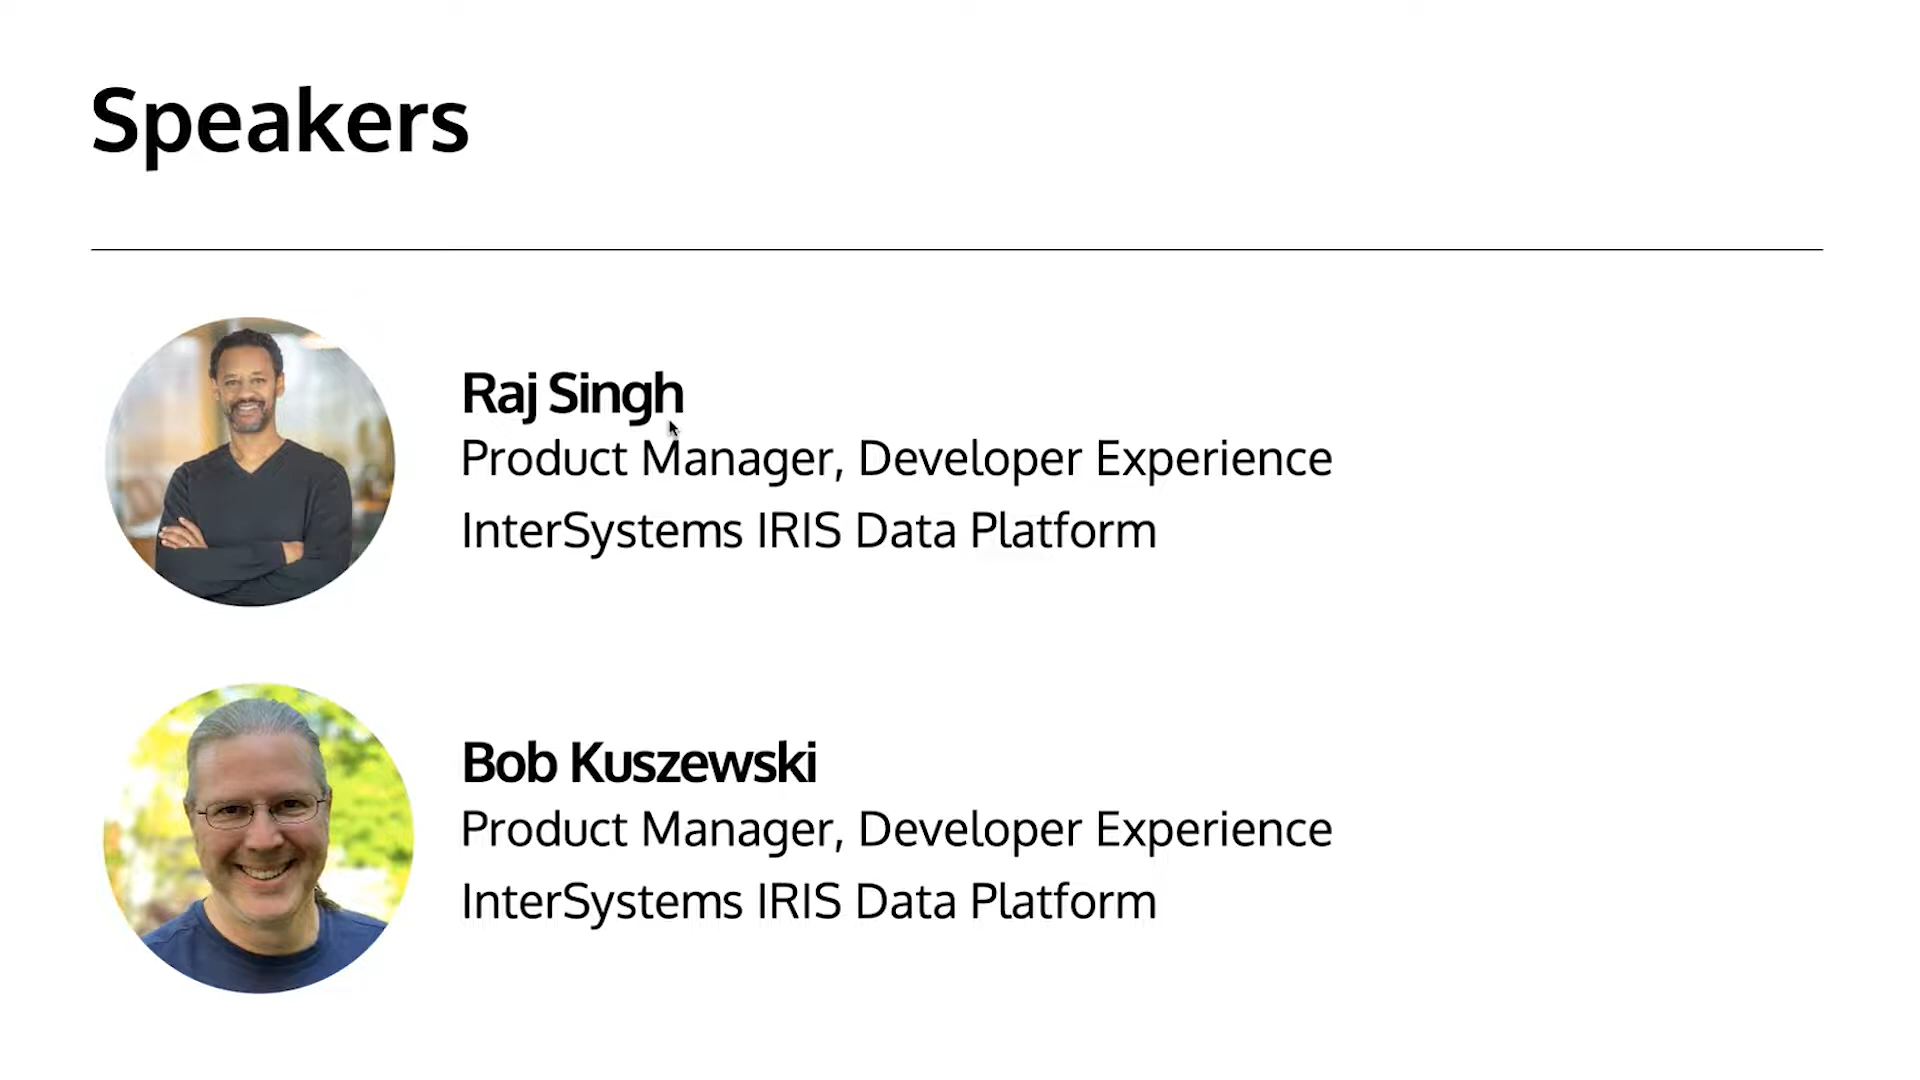 Speakers
Raj Singh
Product Manager, Developer Experience
InterSystems IRIS Data Platform
Bob Kuszewski
Product Manager, Developer Experience
InterSystems IRIS Data Platform